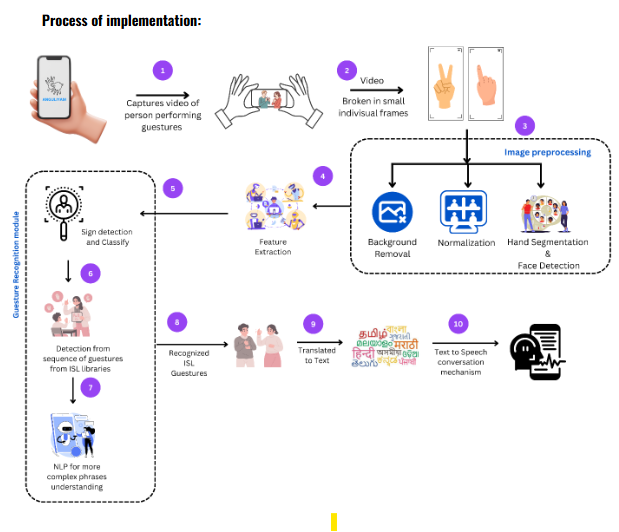 Process of implementation:
1
2
Video
Captures video of
person performing
guestures
Broken in small
indivisual frames
3
Image preprocessing
4
5
Background
Removal
Normalization
Hand Segmentation
&
Face Detection
Feature
Extraction
Guesture Recognition module
Sign detection
and Classify
6
Detection from
sequence of guestures
from ISL libraries
7
NLP for more
complex phrases
understanding
8
Recognized
ISL
Guestures
9
Translated
to Text
தமிழ் বাংলা
ગુજરાતી
മലയാളം मराठी
हिन्दी অসমীয়া ଓଡ଼ିଆ
తెలుగు ಕನ್ನಡ ਪੰਜਾਬੀ
10
Text to Speech
conversation
mechanism